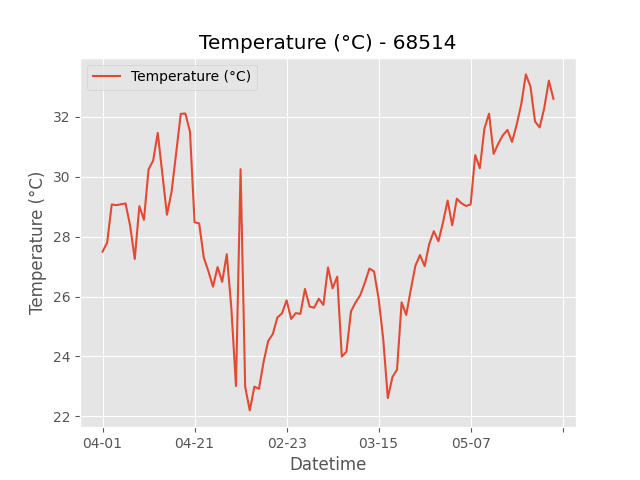 Temperature (°C) - 68514
Temperature (°C)
Temperature (°C)
32
30
28
26
24
22
04-01 04-21 02-23 03-15 05-07
Datetime